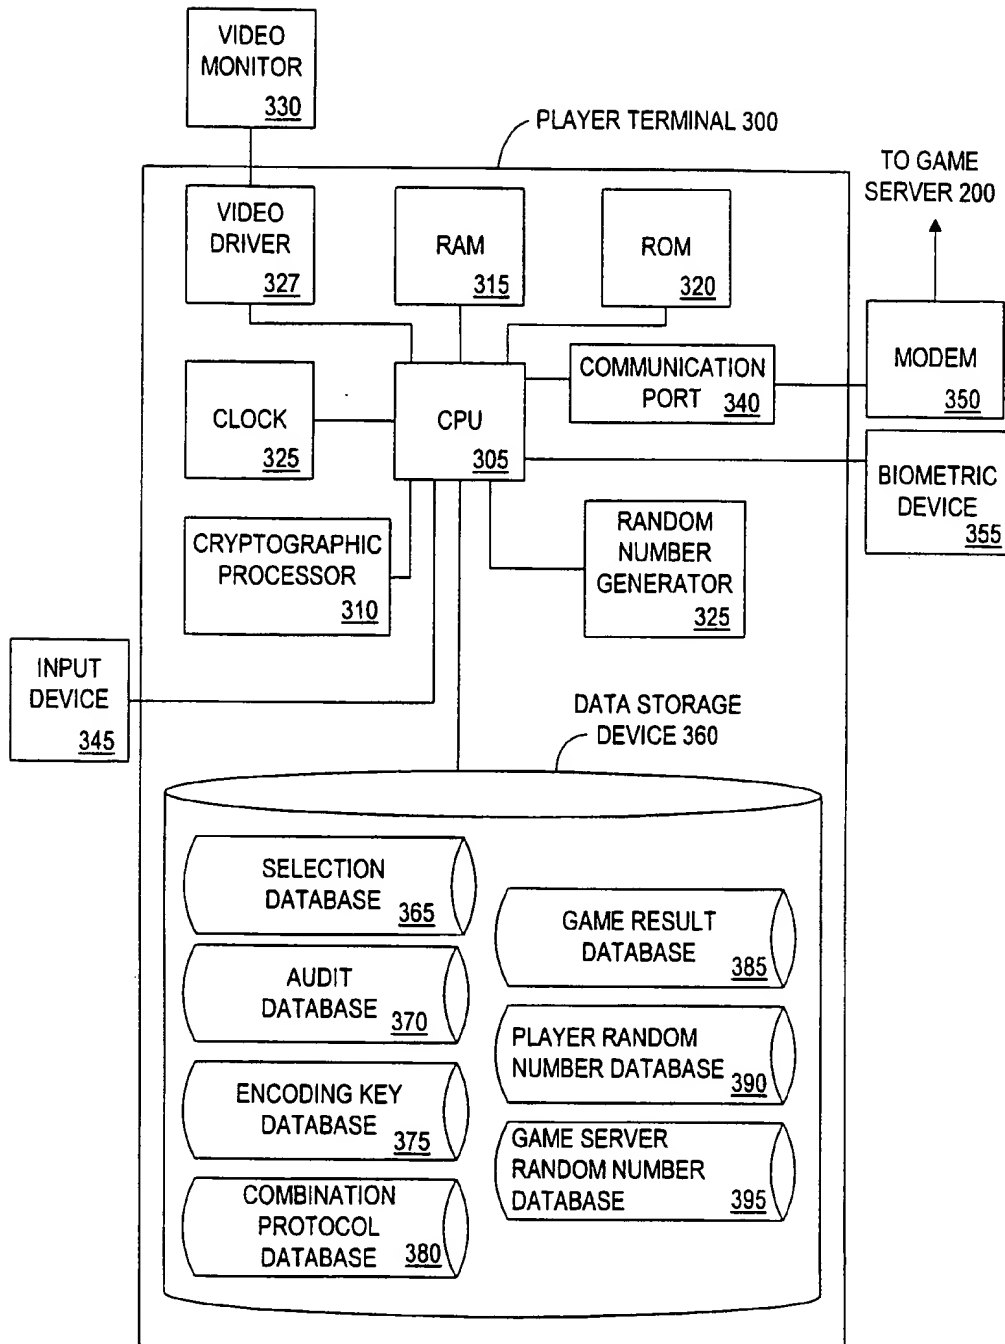 VIDEO
MONITOR
330
PLAYER TERMINAL 300
TO GAME
SERVER 200
VIDEO
DRIVER
327
RAM
315
ROM
320
MODEM
350
COMMUNICATION
PORT 340
CLOCK
325
CPU
305
BIOMETRIC
DEVICE
355
CRYPTOGRAPHIC
PROCESSOR
310
RANDOM
NUMBER
GENERATOR
325
INPUT
DEVICE
345
DATA STORAGE
DEVICE 360
SELECTION
DATABASE
365
AUDIT
DATABASE
370
ENCODING KEY
DATABASE
375
COMBINATION
PROTOCOL
DATABASE 380
GAME RESULT
DATABASE
385
PLAYER RANDOM
NUMBER DATABASE
390
GAME SERVER
RANDOM NUMBER
DATABASE 395